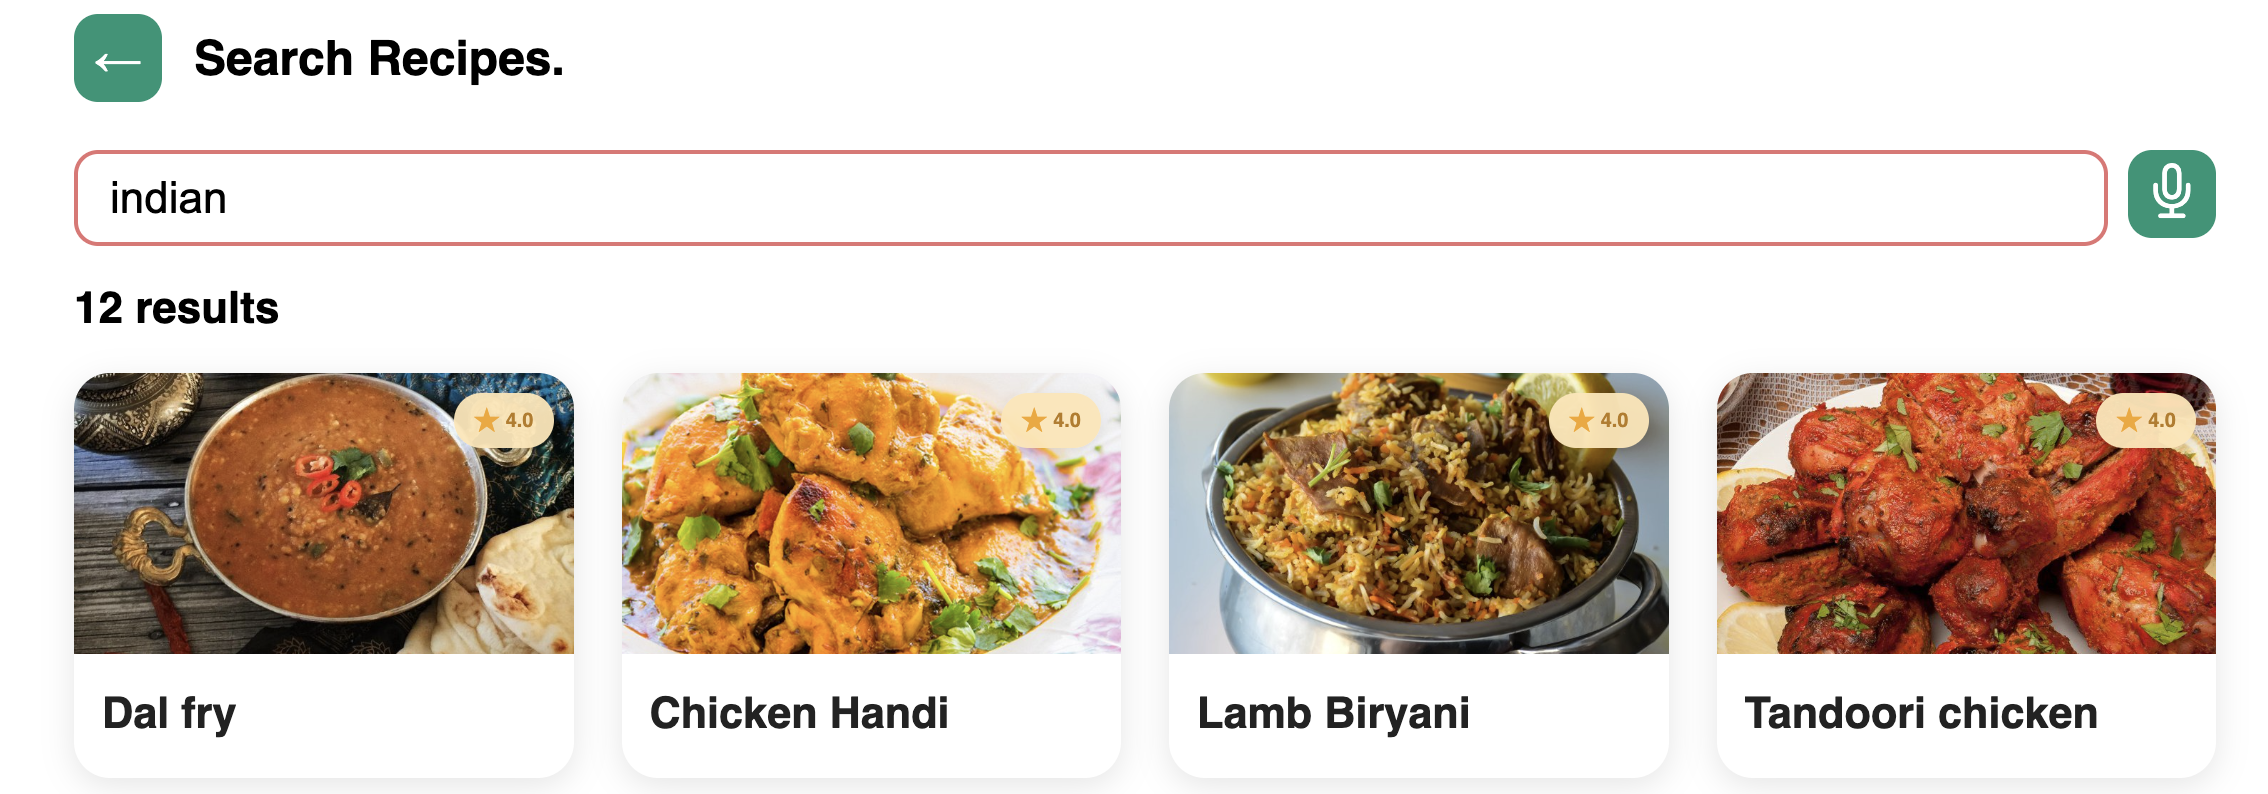 Search Recipes.
indian
12 results
★ 4.0
★ 4.0
★ 4.0
★ 4.0
Dal fry
Chicken Handi
Lamb Biryani
Tandoori chicken